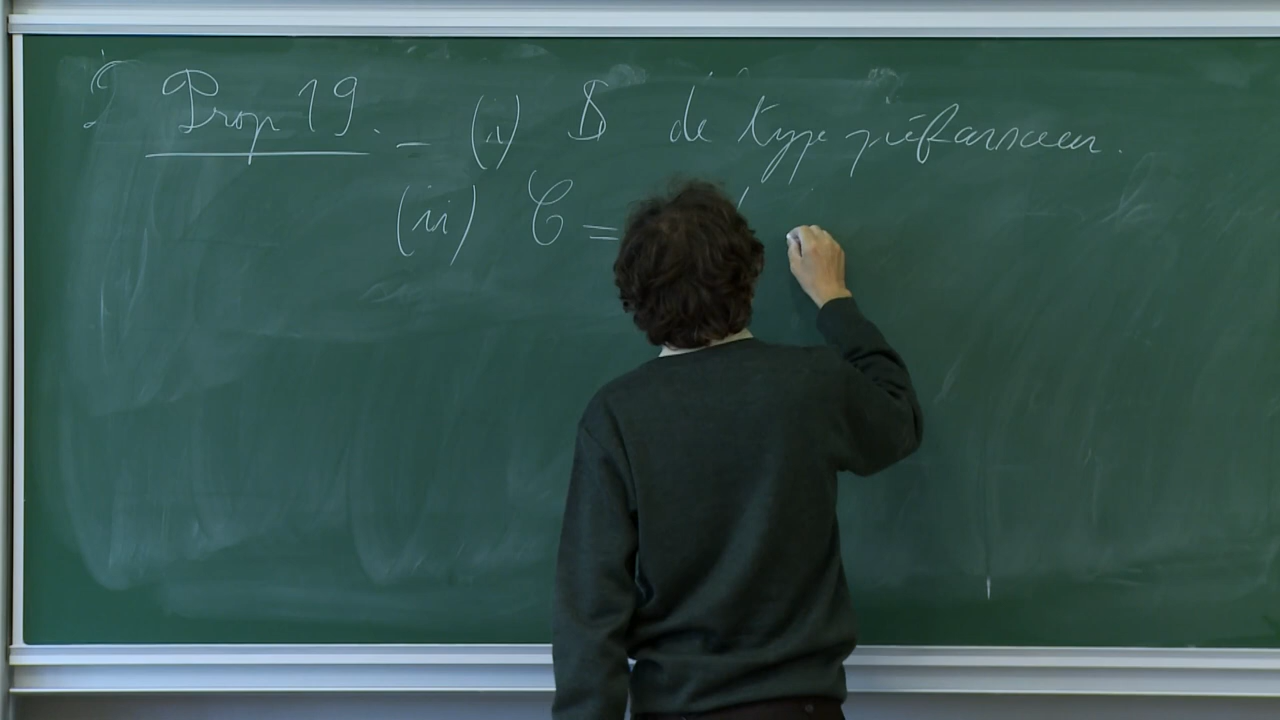 Prop 19. – (i) 𝕊 de type préfaisceau.
(ii) 𝒞 =